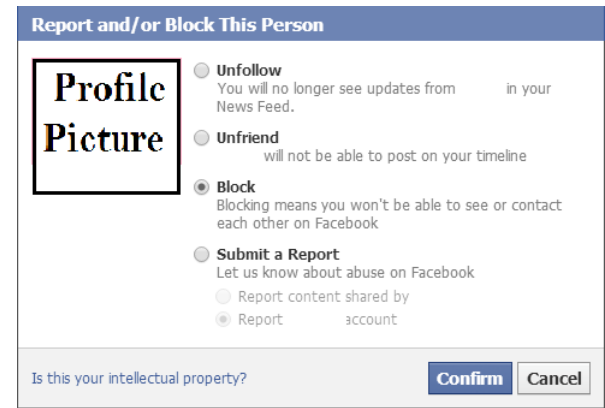 Report and/or Block This Person
Profile
Picture
Unfollow
You will no longer see updates from in your
News Feed.
Unfriend
will not be able to post on your timeline
Block
Blocking means you won't be able to see or contact
each other on Facebook
Submit a Report
Let us know about abuse on Facebook
Report content shared by
Report account
Is this your intellectual property?
Confirm Cancel